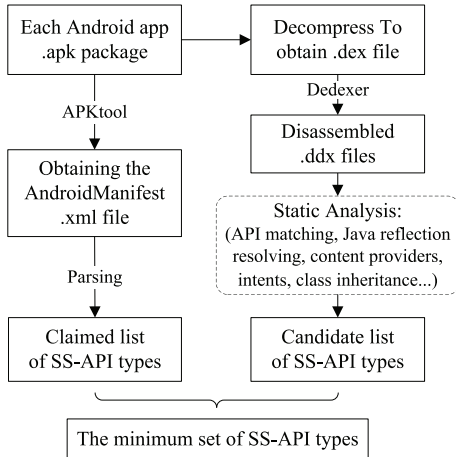 Each Android app
.apk package
Decompress To
obtain .dex file
APKtool
Dedexer
Obtaining the
AndroidManifest
.xml file
Disassembled
.ddx files
Static Analysis:
(API matching, Java reflection
resolving, content providers,
intents, class inheritance...)
Parsing
Claimed list
of SS-API types
Candidate list
of SS-API types
The minimum set of SS-API types